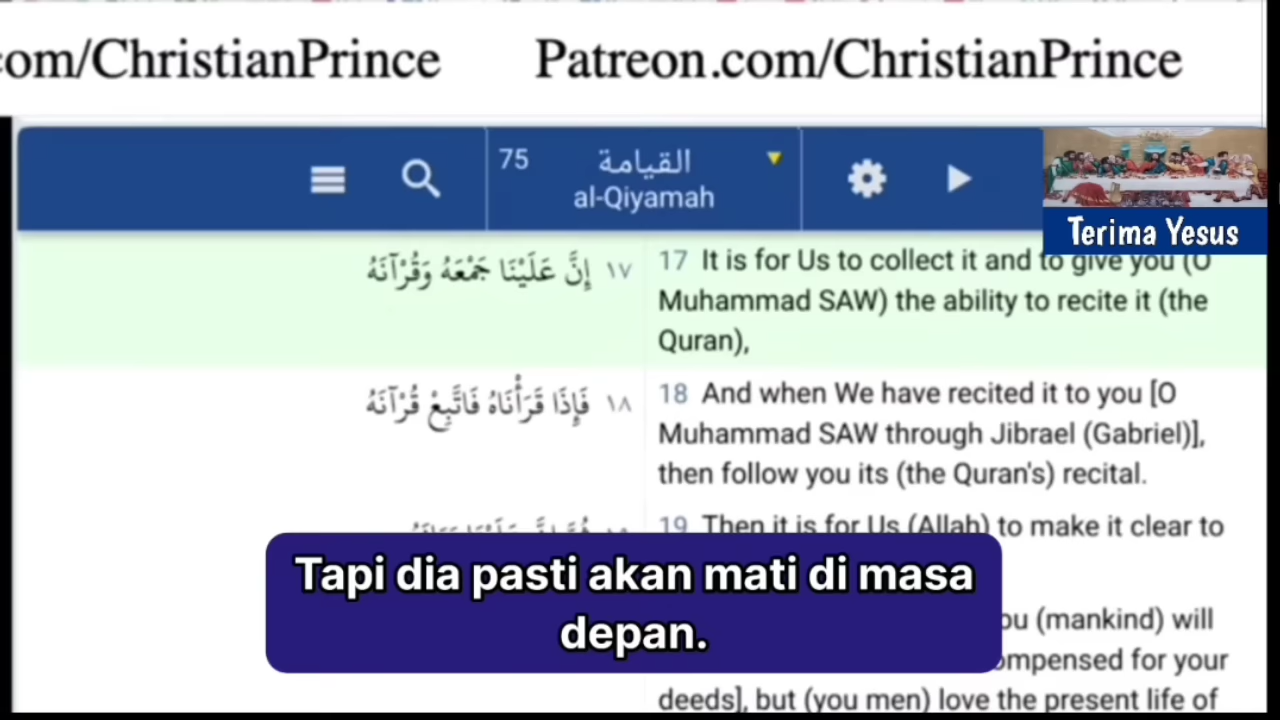 com/ChristianPrince Patreon.com/ChristianPrince
75 القيامة
al-Qiyamah
Terima Yesus
١٧ إِنَّ عَلَيْنَا جَمْعَهُ وَقُرْآنَهُ
17 It is for Us to collect it and to give you (O
Muhammad SAW) the ability to recite it (the
Quran),
١٨ فَإِذَا قَرَأْنَاهُ فَاتَّبِعْ قُرْآنَهُ
18 And when We have recited it to you [O
Muhammad SAW through Jibrael (Gabriel)],
then follow you its (the Quran's) recital.
19 Then it is for Us (Allah) to make it clear to
Tapi dia pasti akan mati di masa
depan.
(mankind) will
for your
deeds], but (you men) love the present life of